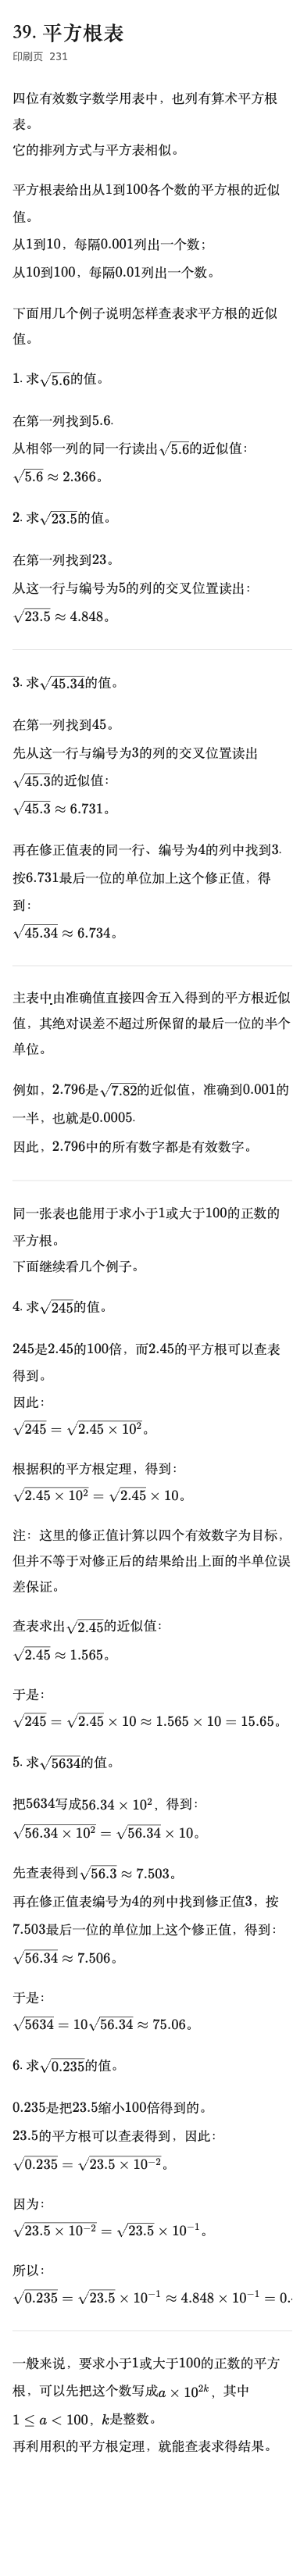 39. 平方根表
印刷页 231
四位有效数字数学用表中，也列有算术平方根
表。
它的排列方式与平方表相似。
平方根表给出从1到100各个数的平方根的近似
值。
从1到10，每隔0.001列出一个数；
从10到100，每隔0.01列出一个数。
下面用几个例子说明怎样查表求平方根的近似
值。
1. 求√5.6的值。
在第一列找到5.6.
从相邻一列的同一行读出√5.6的近似值：
√5.6 ≈ 2.366。
2. 求√23.5的值。
在第一列找到23。
从这一行与编号为5的列的交叉位置读出：
√23.5 ≈ 4.848。
3. 求√45.34的值。
在第一列找到45。
先从这一行与编号为3的列的交叉位置读出
√45.3的近似值：
√45.3 ≈ 6.731。
再在修正值表的同一行、编号为4的列中找到3.
按6.731最后一位的单位加上这个修正值，得
到：
√45.34 ≈ 6.734。
主表中由准确值直接四舍五入得到的平方根近似
值，其绝对误差不超过所保留的最后一位的半个
单位。
例如，2.796是√7.82的近似值，准确到0.001的
一半，也就是0.0005.
因此，2.796中的所有数字都是有效数字。
同一张表也能用于求小于1或大于100的正数的
平方根。
下面继续看几个例子。
4. 求√245的值。
245是2.45的100倍，而2.45的平方根可以查表
得到。
因此：
√245 = √(2.45 × 10²)。
根据积的平方根定理，得到：
√(2.45 × 10²) = √2.45 × 10。
注：这里的修正值计算以四个有效数字为目标，
但并不等于对修正后的结果给出上面的半单位误
差保证。
查表求出√2.45的近似值：
√2.45 ≈ 1.565。
于是：
√245 = √2.45 × 10 ≈ 1.565 × 10 = 15.65。
5. 求√5634的值。
把5634写成56.34 × 10²，得到：
√(56.34 × 10²) = √56.34 × 10。
先查表得到√56.3 ≈ 7.503。
再在修正值表编号为4的列中找到修正值3，按
7.503最后一位的单位加上这个修正值，得到：
√56.34 ≈ 7.506。
于是：
√5634 = 10√56.34 ≈ 75.06。
6. 求√0.235的值。
0.235是把23.5缩小100倍得到的。
23.5的平方根可以查表得到，因此：
√0.235 = √(23.5 × 10⁻²)。
因为：
√(23.5 × 10⁻²) = √23.5 × 10⁻¹。
所以：
√0.235 = √23.5 × 10⁻¹ ≈ 4.848 × 10⁻¹ = 0.
一般来说，要求小于1或大于100的正数的平方
根，可以先把这个数写成a × 10²ᵏ，其中
1 ≤ a < 100，k是整数。
再利用积的平方根定理，就能查表求得结果。